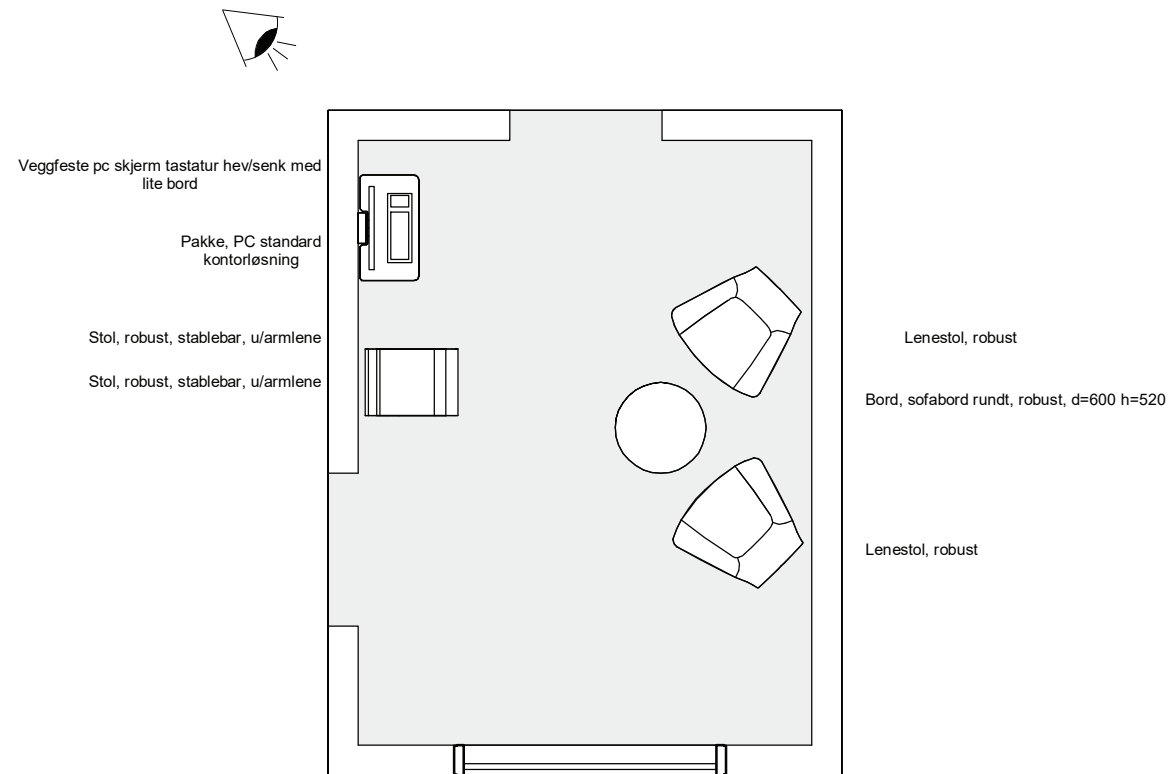 Veggfeste pc skjerm tastatur hev/senk med
lite bord
Pakke, PC standard
kontorløsning
Stol, robust, stablebar, u/armlene
Stol, robust, stablebar, u/armlene
Lenestol, robust
Bord, sofabord rundt, robust, d=600 h=520
Lenestol, robust